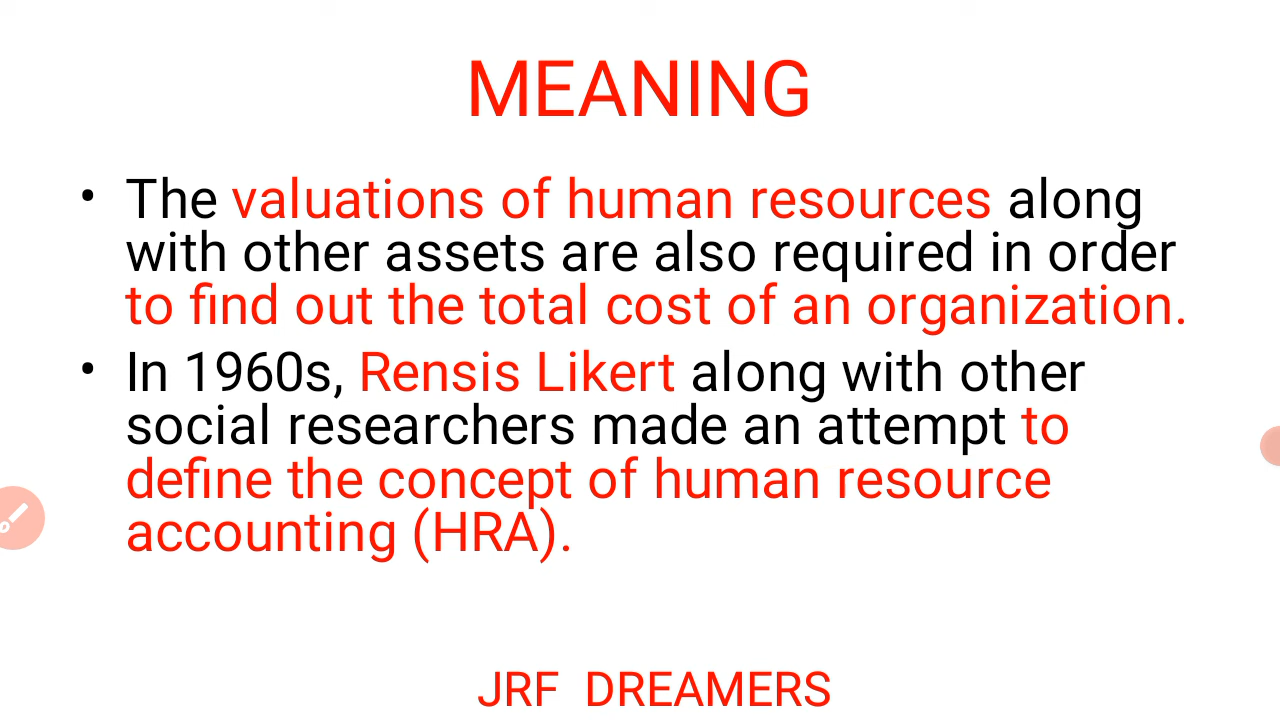 MEANING
• The valuations of human resources along
with other assets are also required in order
to find out the total cost of an organization.
• In 1960s, Rensis Likert along with other
social researchers made an attempt to
define the concept of human resource
accounting (HRA).
JRF DREAMERS